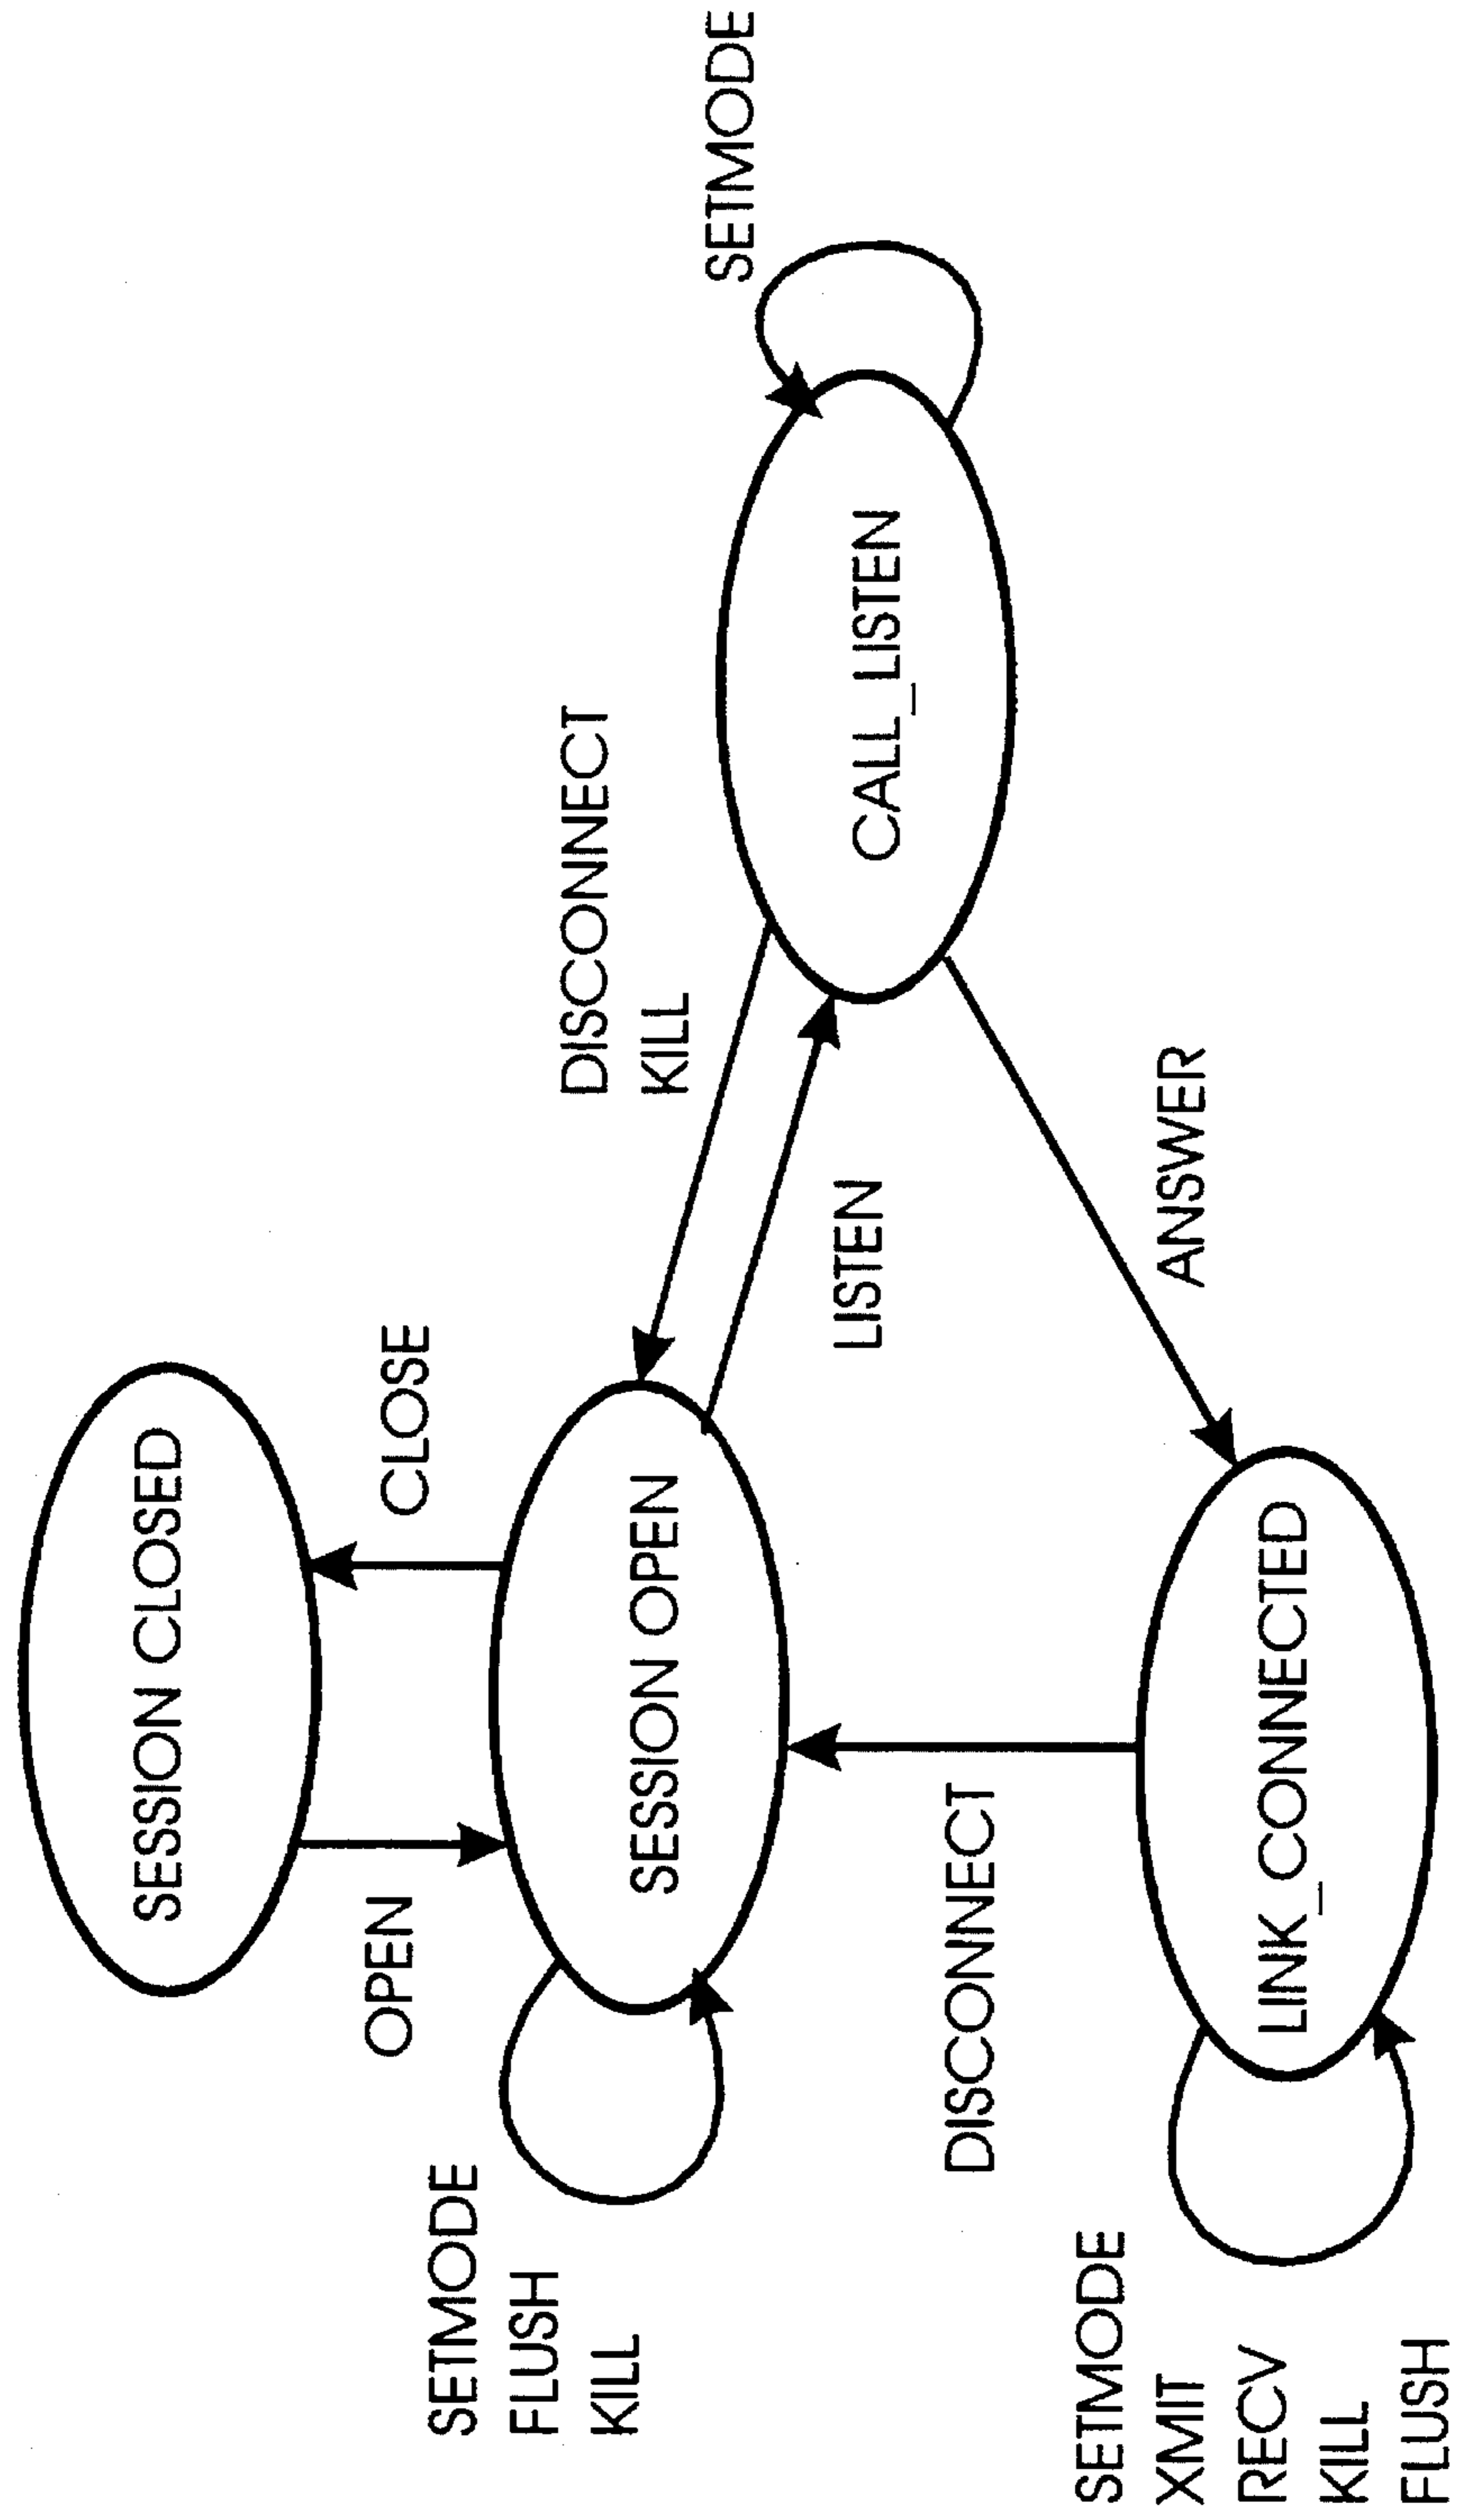 SESSION CLOSED
OPEN
CLOSE
SETMODE
FLUSH
KILL
SESSION OPEN
DISCONNECT
KILL
LISTEN
SETMODE
CALL_LISTEN
DISCONNECT
ANSWER
SETMODE
XMIT
RECV
KILL
FLUSH
LINK_CONNECTED